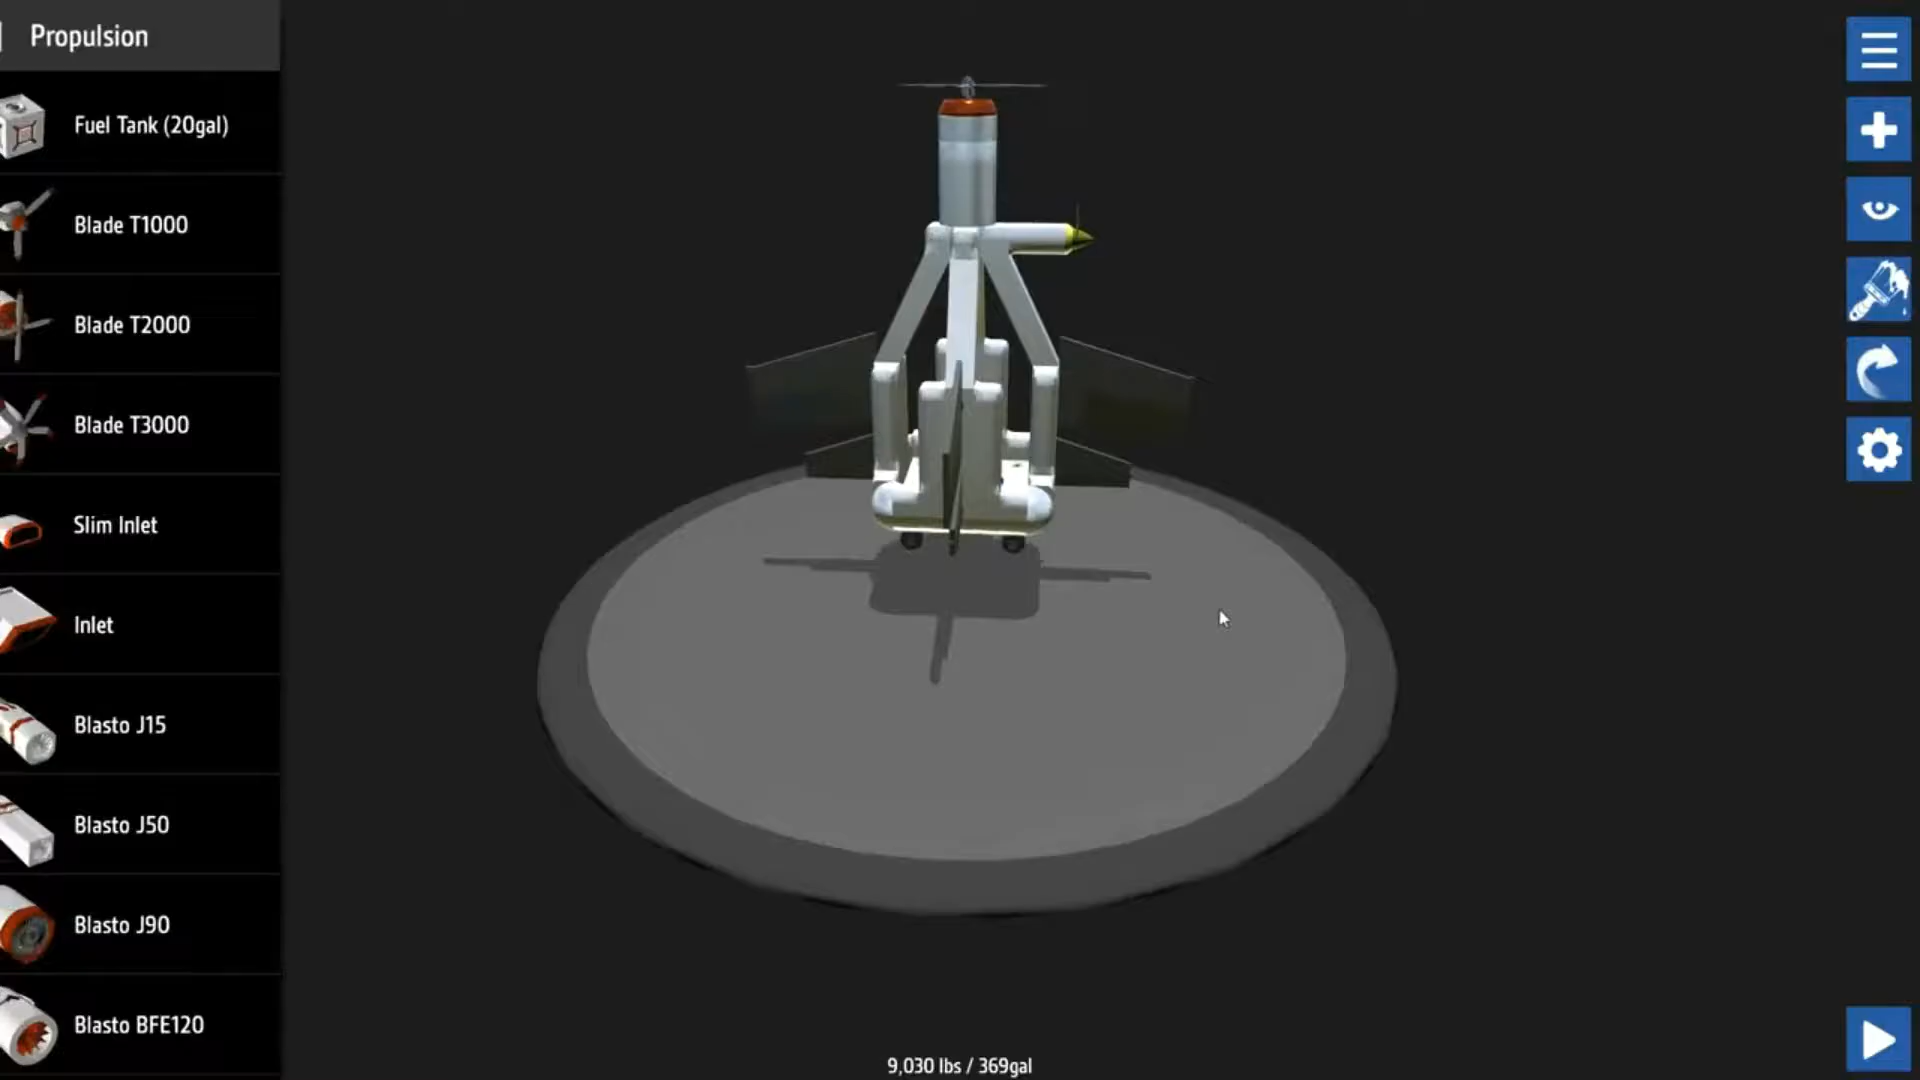 Propulsion
Fuel Tank (20gal)
Blade T1000
Blade T2000
Blade T3000
Slim Inlet
Inlet
Blasto J15
Blasto J50
Blasto J90
Blasto BFE120
9,030 lbs / 369gal